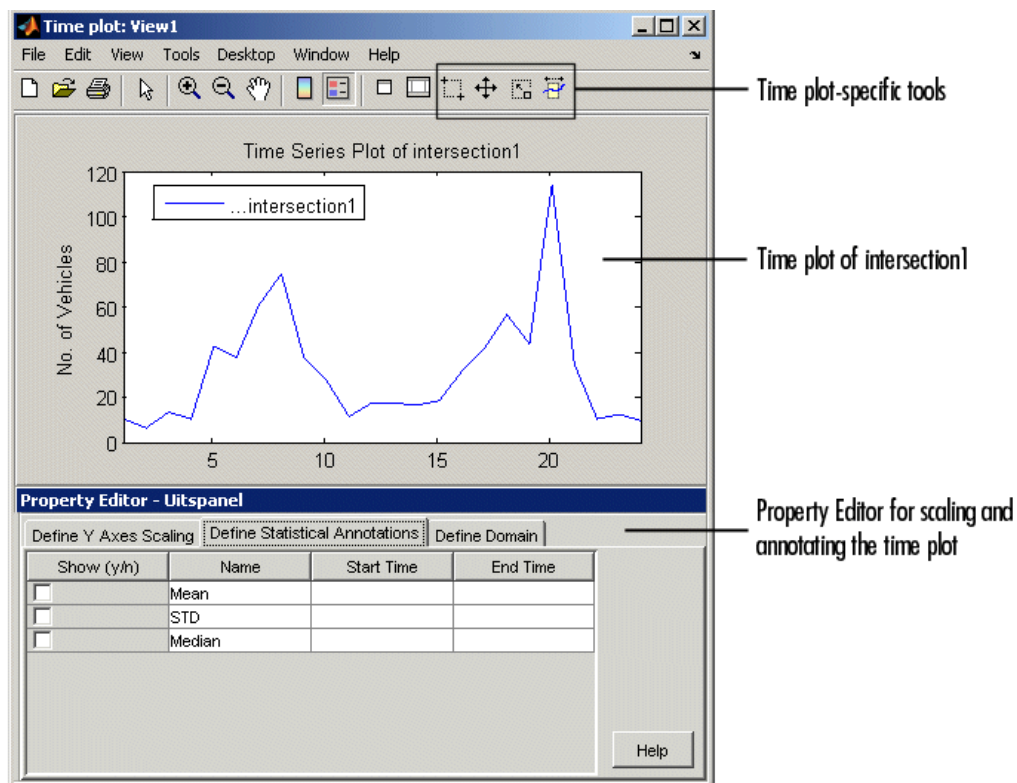 Time plot: View1
File Edit View Tools Desktop Window Help
Time plot-specific tools
Time Series Plot of intersection1
120
100
80
60
40
20
0
No. of Vehicles
...intersection1
5 10 15 20
Time plot of intersection1
Property Editor - Uitspanel
Define Y Axes Scaling Define Statistical Annotations Define Domain
Show (y/n) Name Start Time End Time
Mean
STD
Median
Help
Property Editor for scaling and
annotating the time plot